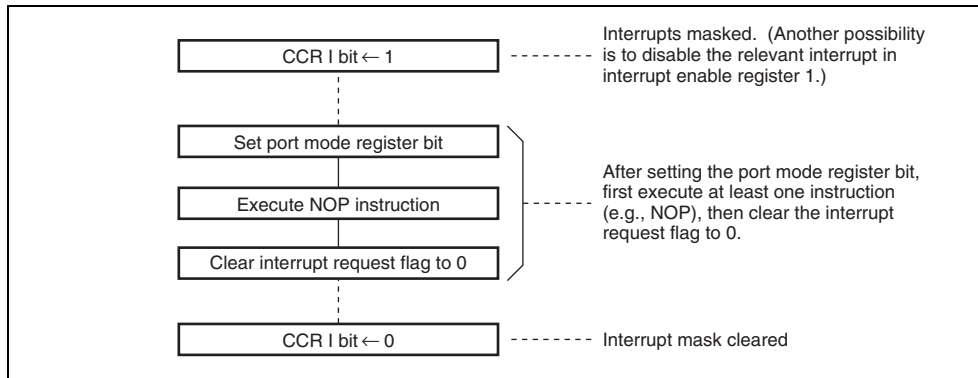 CCR I bit ← 1
Interrupts masked. (Another possibility
is to disable the relevant interrupt in
interrupt enable register 1.)
Set port mode register bit
Execute NOP instruction
Clear interrupt request flag to 0
After setting the port mode register bit,
first execute at least one instruction
(e.g., NOP), then clear the interrupt
request flag to 0.
CCR I bit ← 0
Interrupt mask cleared